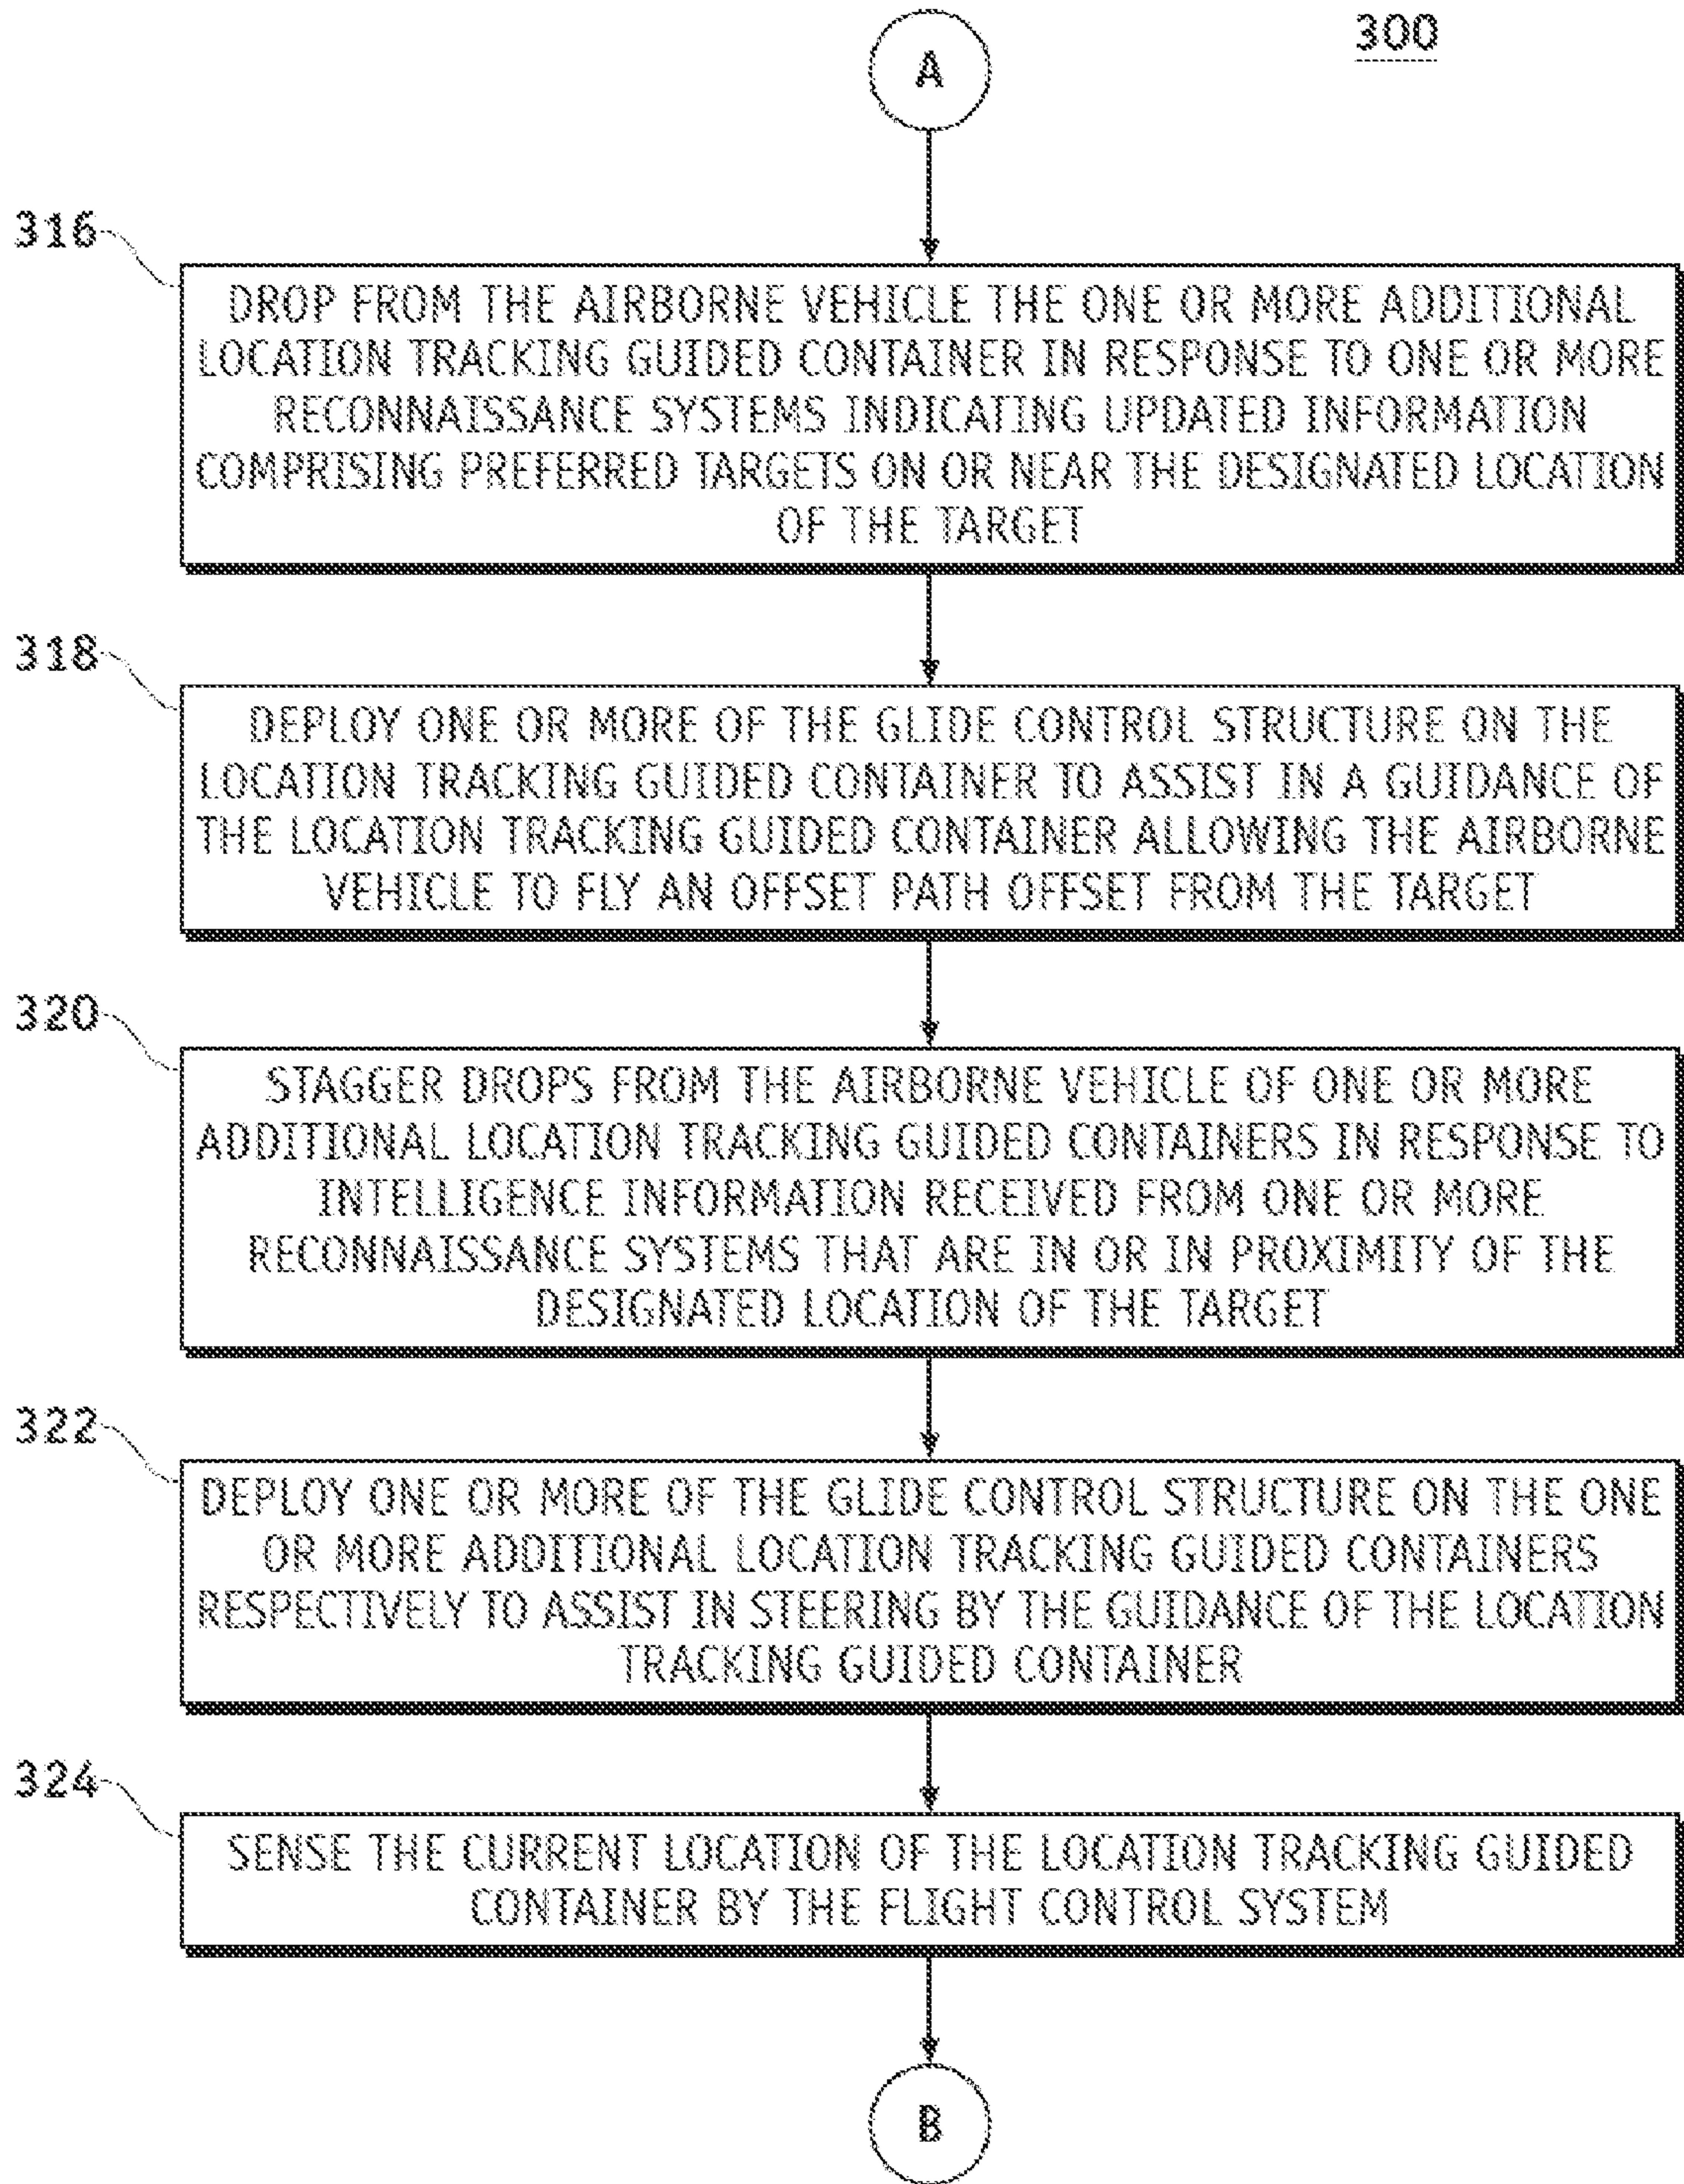 300
A
316
DROP FROM THE AIRBORNE VEHICLE THE ONE OR MORE ADDITIONAL
LOCATION TRACKING GUIDED CONTAINER IN RESPONSE TO ONE OR MORE
RECONNAISSANCE SYSTEMS INDICATING UPDATED INFORMATION
COMPRISING PREFERRED TARGETS ON OR NEAR THE DESIGNATED LOCATION
OF THE TARGET
318
DEPLOY ONE OR MORE OF THE GLIDE CONTROL STRUCTURE ON THE
LOCATION TRACKING GUIDED CONTAINER TO ASSIST IN A GUIDANCE OF
THE LOCATION TRACKING GUIDED CONTAINER ALLOWING THE AIRBORNE
VEHICLE TO FLY AN OFFSET PATH OFFSET FROM THE TARGET
320
STAGGER DROPS FROM THE AIRBORNE VEHICLE OF ONE OR MORE
ADDITIONAL LOCATION TRACKING GUIDED CONTAINERS IN RESPONSE TO
INTELLIGENCE INFORMATION RECEIVED FROM ONE OR MORE
RECONNAISSANCE SYSTEMS THAT ARE IN OR IN PROXIMITY OF THE
DESIGNATED LOCATION OF THE TARGET
322
DEPLOY ONE OR MORE OF THE GLIDE CONTROL STRUCTURE ON THE ONE
OR MORE ADDITIONAL LOCATION TRACKING GUIDED CONTAINERS
RESPECTIVELY TO ASSIST IN STEERING BY THE GUIDANCE OF THE LOCATION
TRACKING GUIDED CONTAINER
324
SENSE THE CURRENT LOCATION OF THE LOCATION TRACKING GUIDED
CONTAINER BY THE FLIGHT CONTROL SYSTEM
B